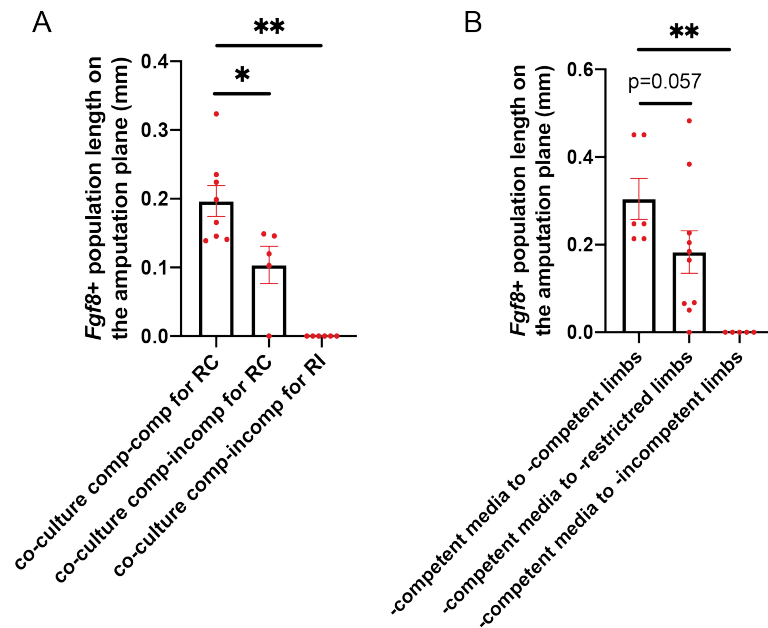 A
Fgf8+ population length on
the amputation plane (mm)
**
*
0.4
0.3
0.2
0.1
0.0
co-culture comp-comp for RC
co-culture comp-incomp for RC
co-culture comp-incomp for RI
B
Fgf8+ population length on
the amputation plane (mm)
**
p=0.057
0.6
0.4
0.2
0.0
-competent media to -competent limbs
-competent media to -restrictred limbs
-competent media to -incompetent limbs